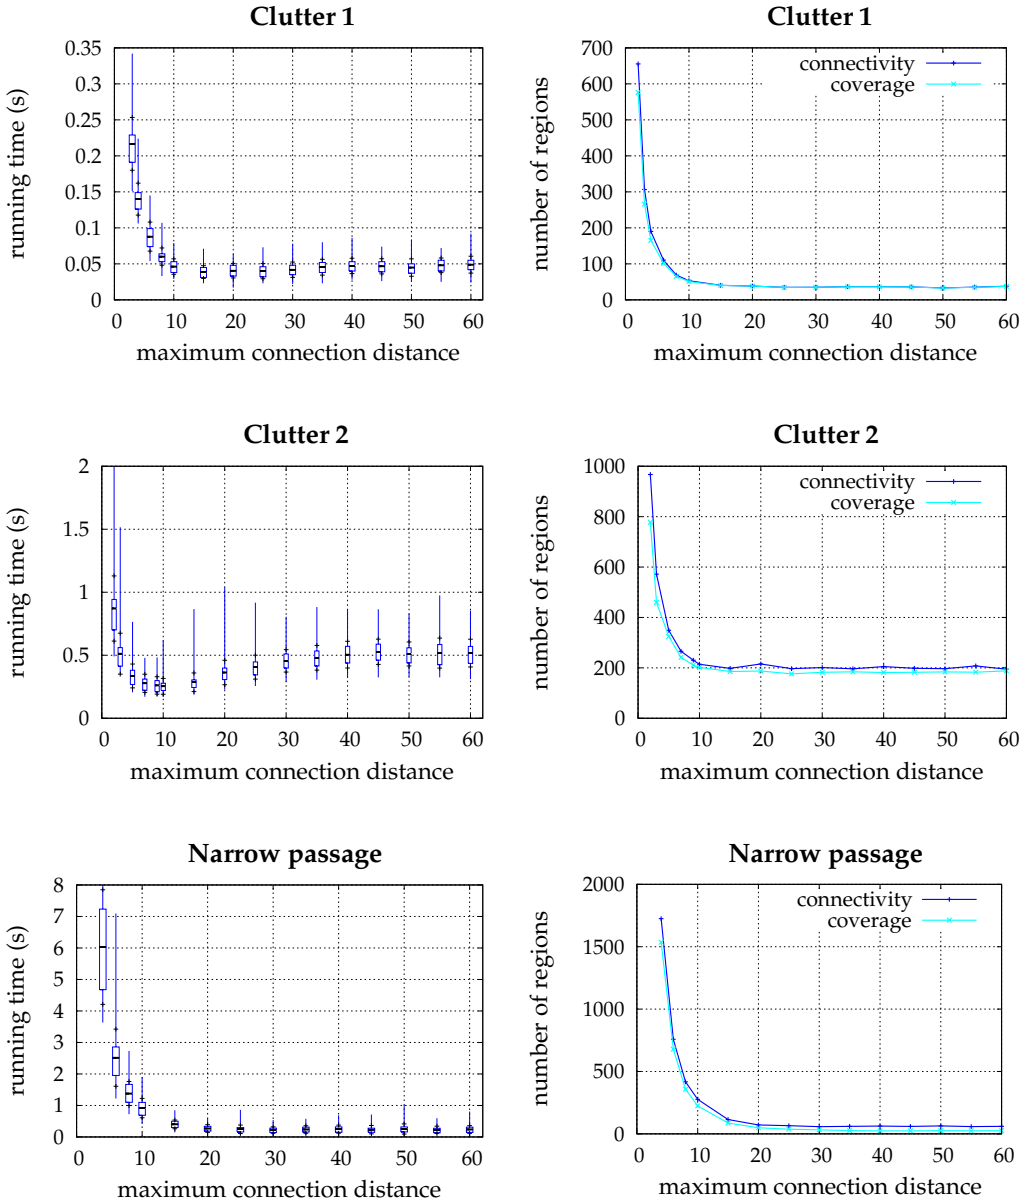 Clutter 1
running time (s)
0.35
0.3
0.25
0.2
0.15
0.1
0.05
0
0 10 20 30 40 50 60
maximum connection distance
Clutter 1
number of regions
700
600
500
400
300
200
100
0
connectivity
coverage
0 10 20 30 40 50 60
maximum connection distance
Clutter 2
running time (s)
2
1.5
1
0.5
0
0 10 20 30 40 50 60
maximum connection distance
Clutter 2
number of regions
1000
800
600
400
200
0
connectivity
coverage
0 10 20 30 40 50 60
maximum connection distance
Narrow passage
running time (s)
8
7
6
5
4
3
2
1
0
0 10 20 30 40 50 60
maximum connection distance
Narrow passage
number of regions
2000
1500
1000
500
0
connectivity
coverage
0 10 20 30 40 50 60
maximum connection distance